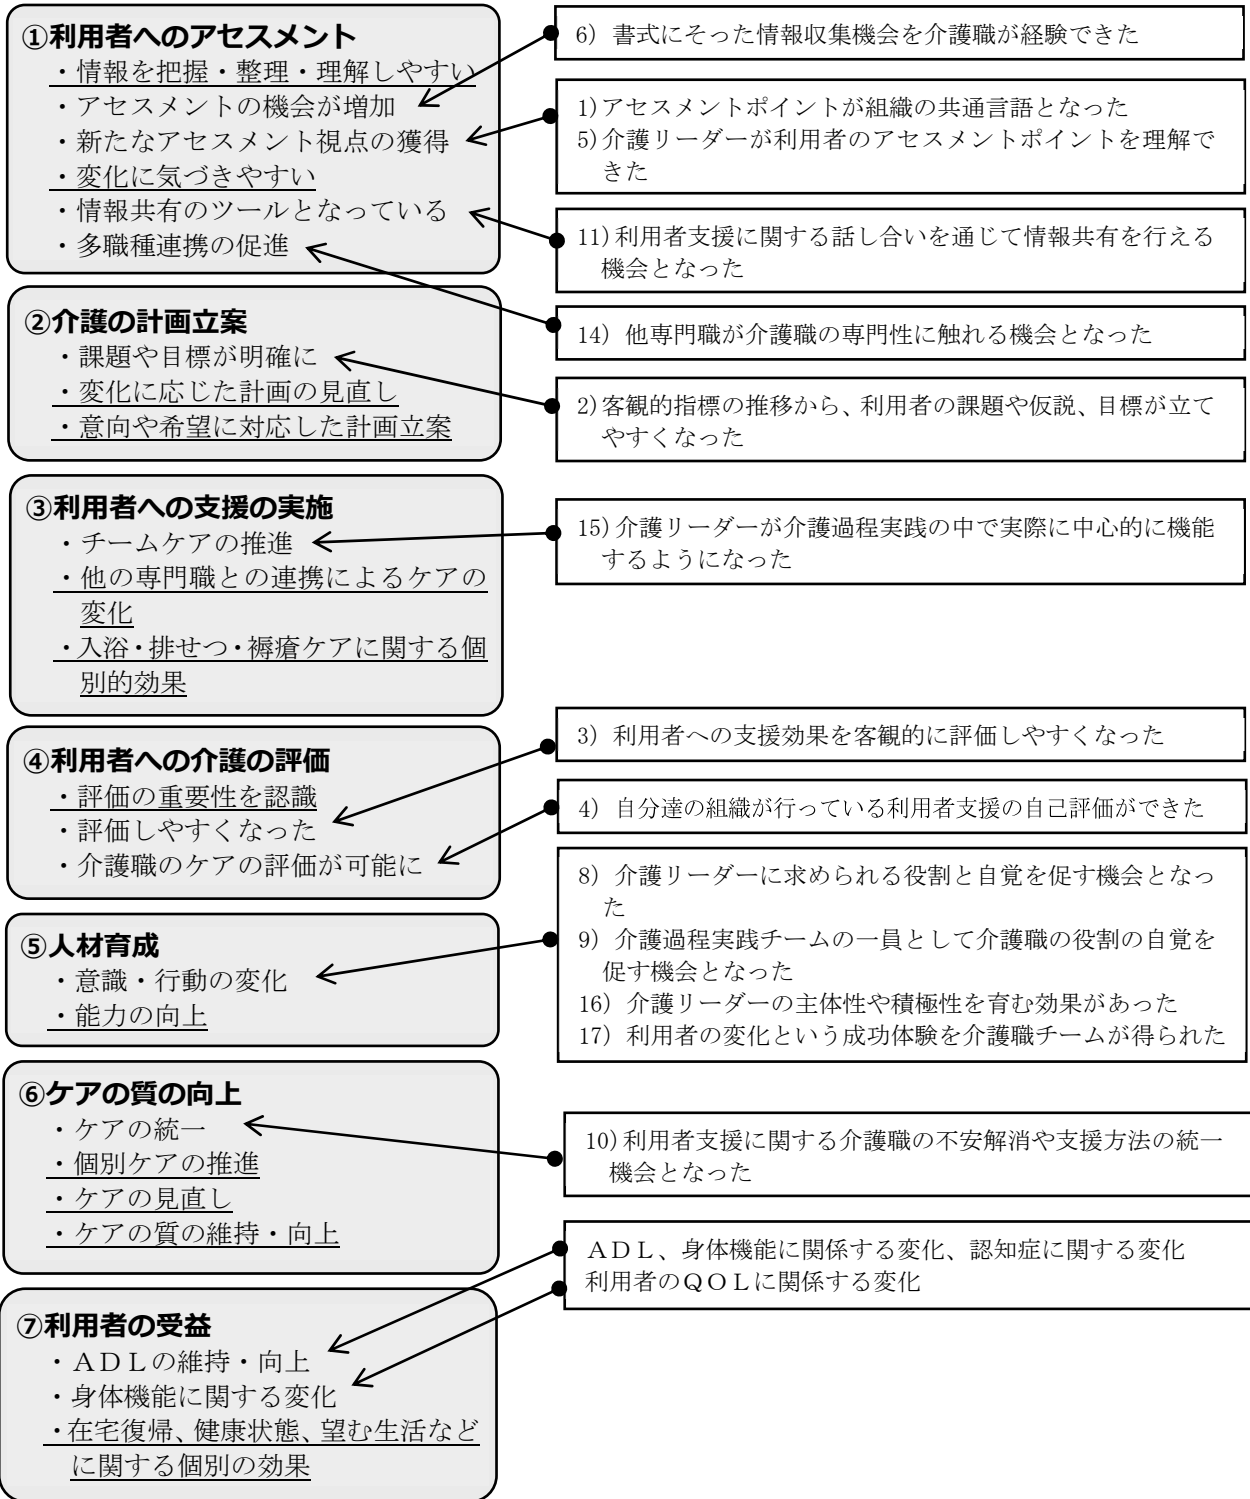 ①利用者へのアセスメント
・情報を把握・整理・理解しやすい
・アセスメントの機会が増加
・新たなアセスメント視点の獲得
・変化に気づきやすい
・情報共有のツールとなっている
・多職種連携の促進
6）書式にそった情報収集機会を介護職が経験できた
1)アセスメントポイントが組織の共通言語となった
5)介護リーダーが利用者のアセスメントポイントを理解で
きた
11)利用者支援に関する話し合いを通じて情報共有を行える
機会となった
14）他専門職が介護職の専門性に触れる機会となった
②介護の計画立案
・課題や目標が明確に
・変化に応じた計画の見直し
・意向や希望に対応した計画立案
2)客観的指標の推移から、利用者の課題や仮説、目標が立て
やすくなった
③利用者への支援の実施
・チームケアの推進
・他の専門職との連携によるケアの
変化
・入浴・排せつ・褥瘡ケアに関する個
別的効果
15)介護リーダーが介護過程実践の中で実際に中心的に機能
するようになった
④利用者への介護の評価
・評価の重要性を認識
・評価しやすくなった
・介護職のケアの評価が可能に
3）利用者への支援効果を客観的に評価しやすくなった
4）自分達の組織が行っている利用者支援の自己評価ができた
⑤人材育成
・意識・行動の変化
・能力の向上
8）介護リーダーに求められる役割と自覚を促す機会となっ
た
9）介護過程実践チームの一員として介護職の役割の自覚を
促す機会となった
16）介護リーダーの主体性や積極性を育む効果があった
17）利用者の変化という成功体験を介護職チームが得られた
⑥ケアの質の向上
・ケアの統一
・個別ケアの推進
・ケアの見直し
・ケアの質の維持・向上
10)利用者支援に関する介護職の不安解消や支援方法の統一
機会となった
⑦利用者の受益
・ＡＤＬの維持・向上
・身体機能に関する変化
・在宅復帰、健康状態、望む生活など
に関する個別の効果
ＡＤＬ、身体機能に関係する変化、認知症に関する変化
利用者のＱＯＬに関係する変化